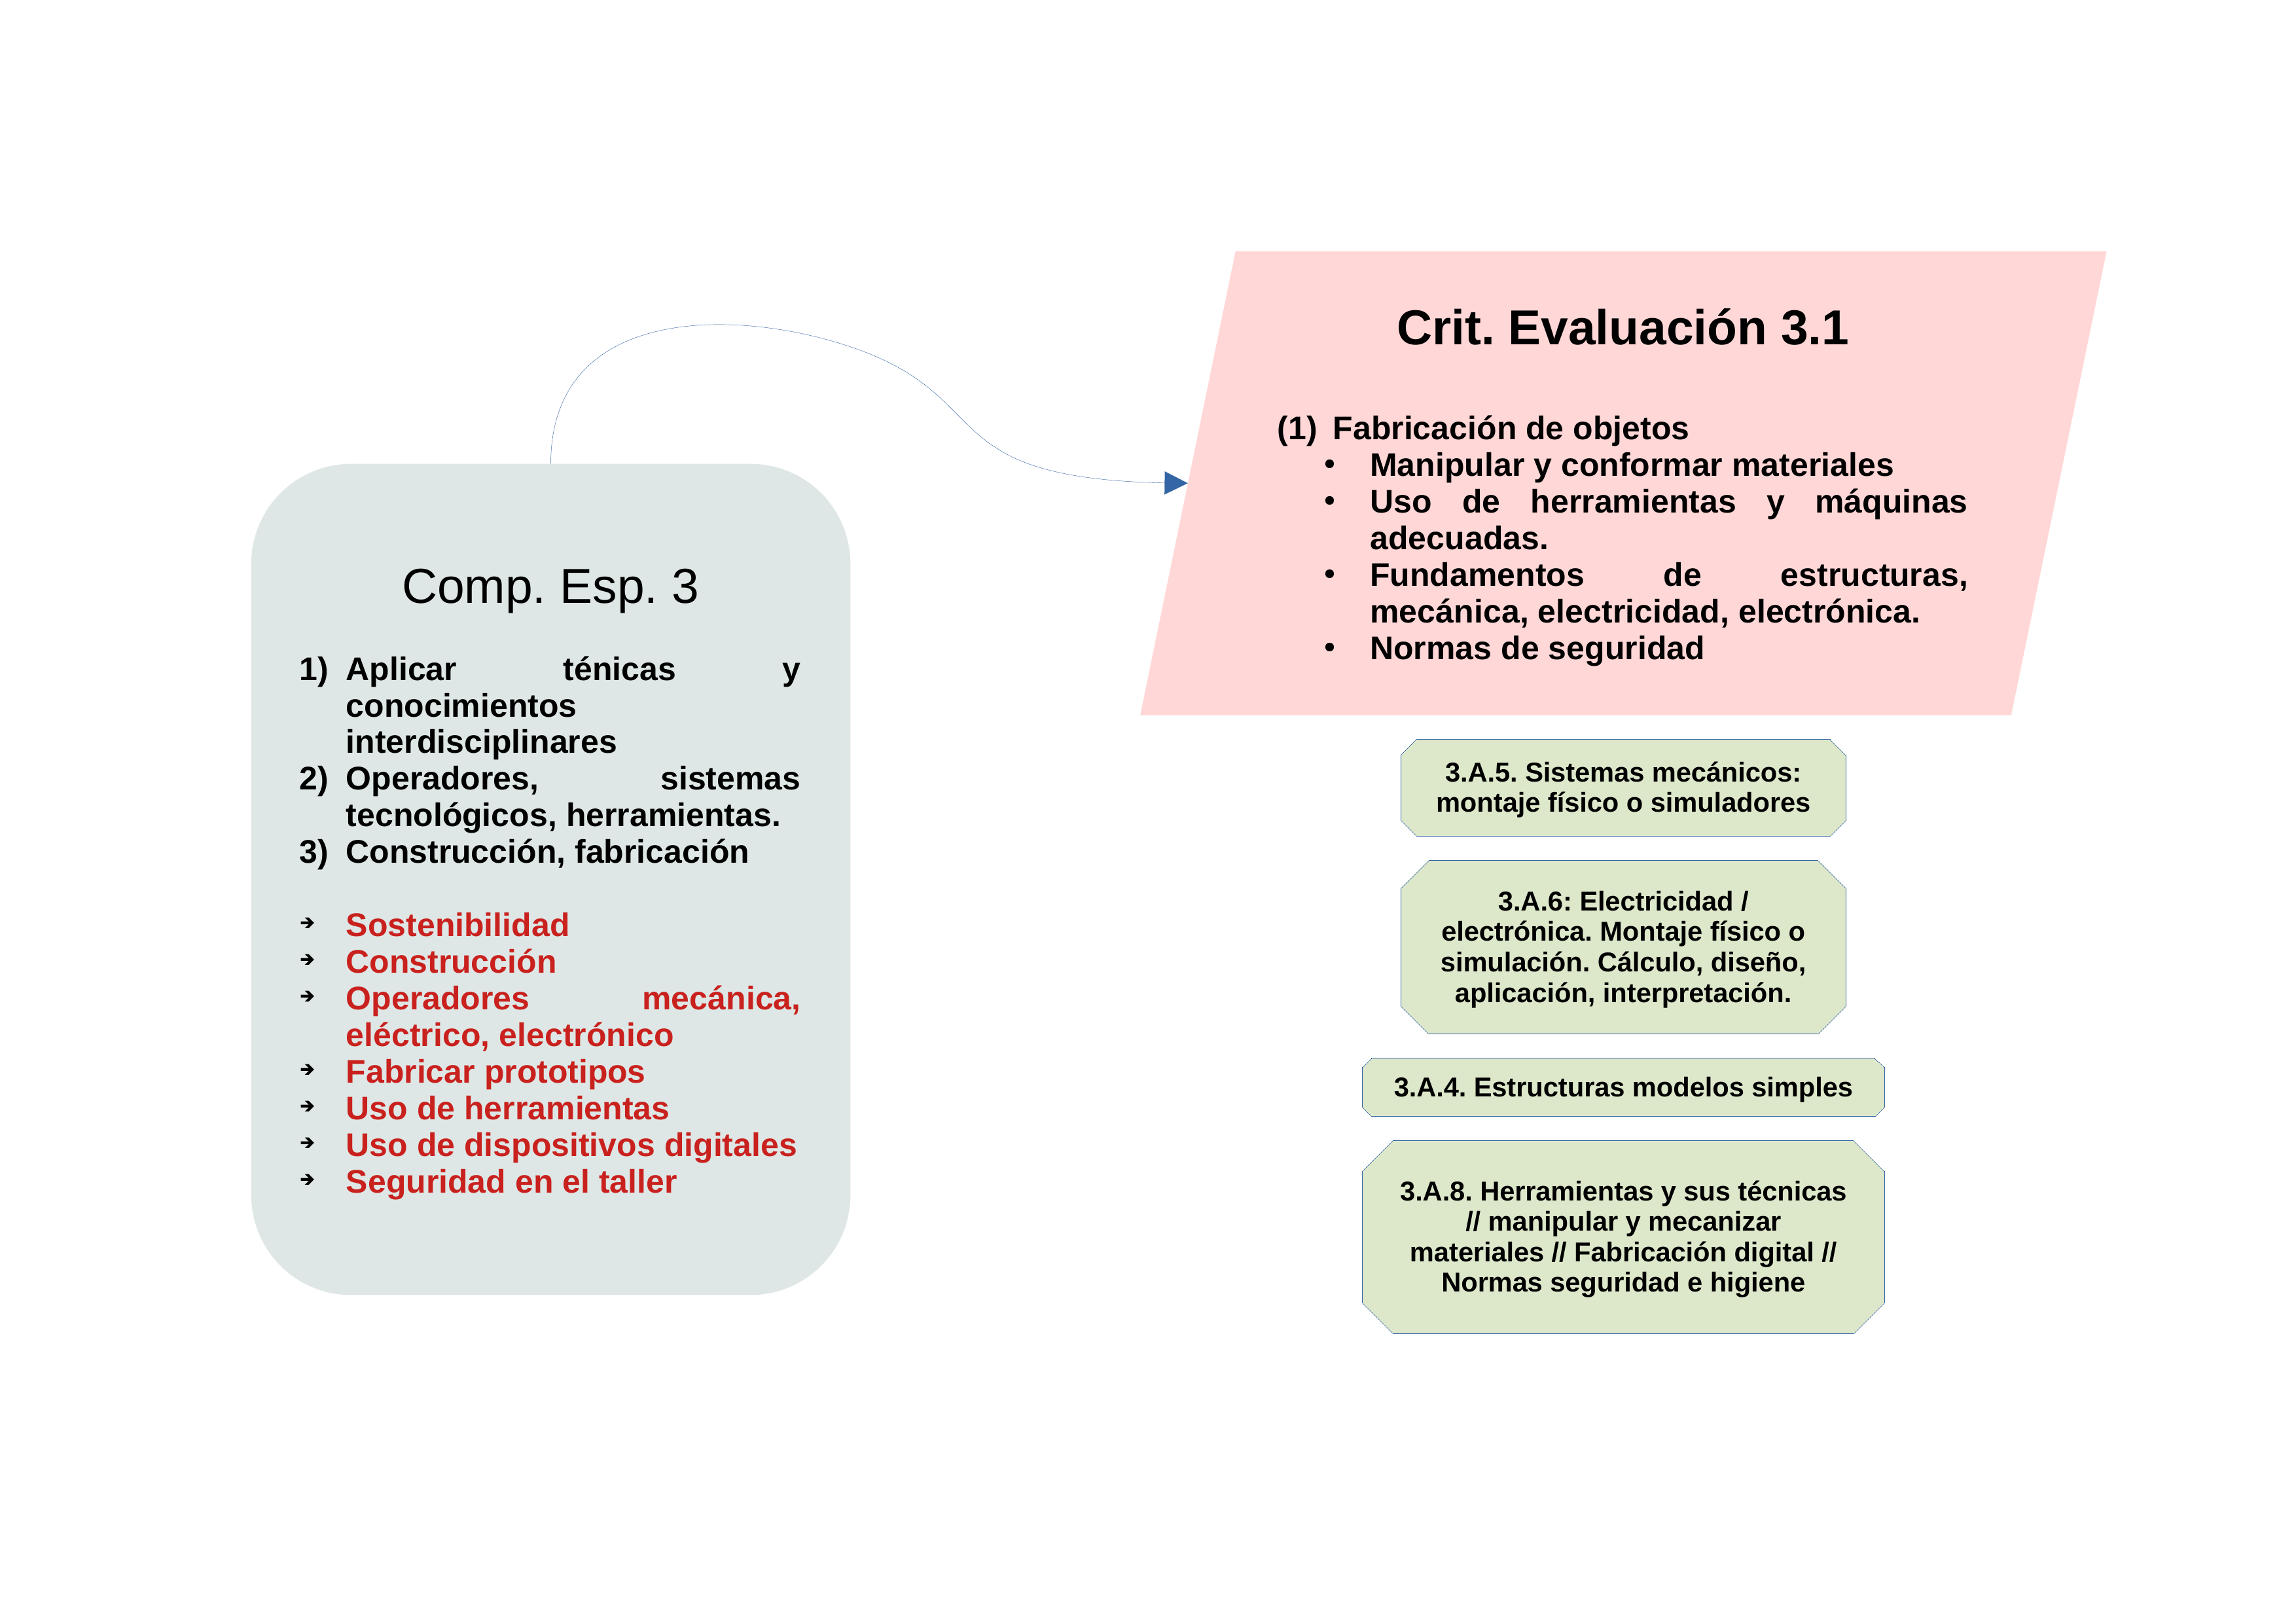 Comp. Esp. 3
1) Aplicar ténicas y
conocimientos
interdisciplinares
2) Operadores, sistemas
tecnológicos, herramientas.
3) Construcción, fabricación
➔ Sostenibilidad
➔ Construcción
➔ Operadores mecánica,
eléctrico, electrónico
➔ Fabricar prototipos
➔ Uso de herramientas
➔ Uso de dispositivos digitales
➔ Seguridad en el taller
Crit. Evaluación 3.1
(1) Fabricación de objetos
• Manipular y conformar materiales
• Uso de herramientas y máquinas
adecuadas.
• Fundamentos de estructuras,
mecánica, electricidad, electrónica.
• Normas de seguridad
3.A.5. Sistemas mecánicos:
montaje físico o simuladores
3.A.6: Electricidad /
electrónica. Montaje físico o
simulación. Cálculo, diseño,
aplicación, interpretación.
3.A.4. Estructuras modelos simples
3.A.8. Herramientas y sus técnicas
// manipular y mecanizar
materiales // Fabricación digital //
Normas seguridad e higiene